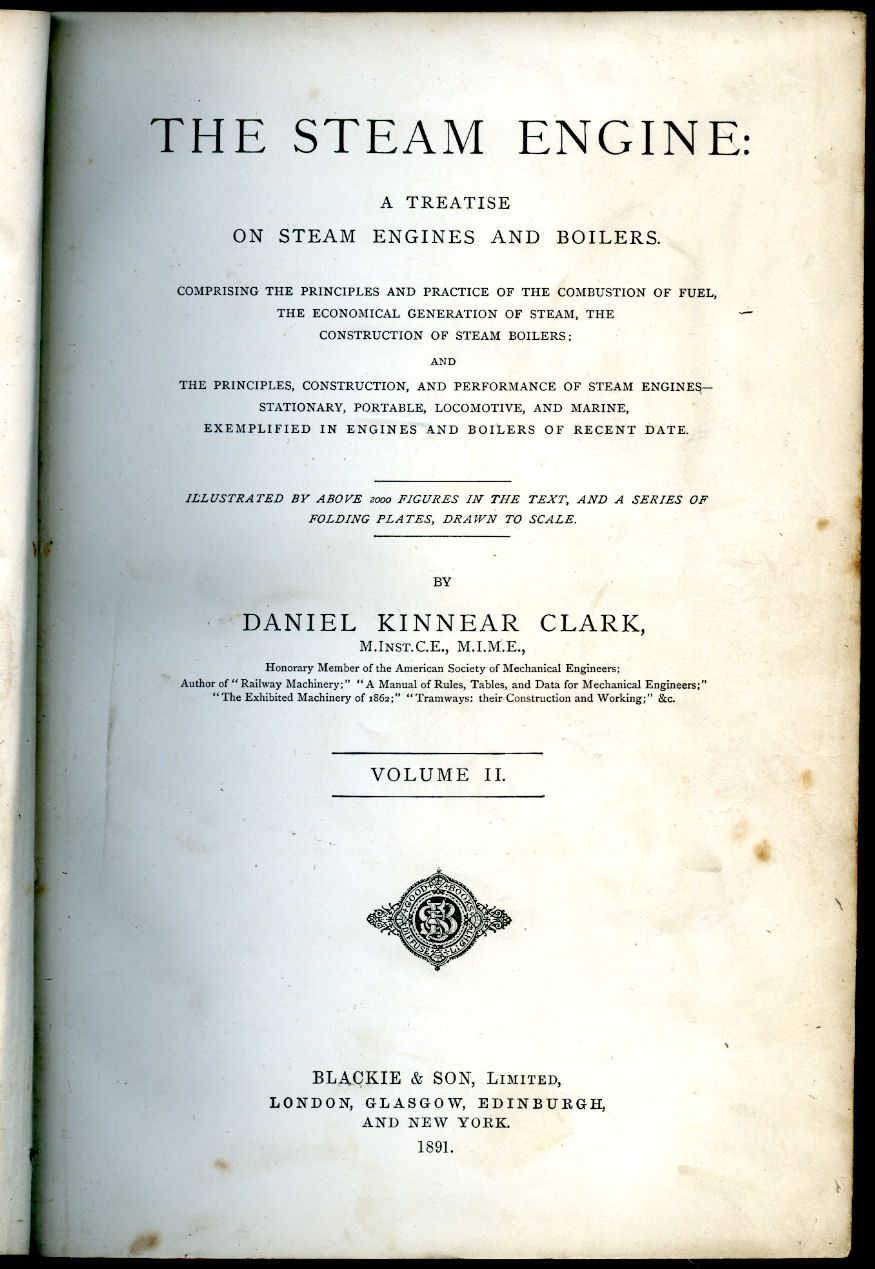 THE STEAM ENGINE:
A TREATISE
ON STEAM ENGINES AND BOILERS.
COMPRISING THE PRINCIPLES AND PRACTICE OF THE COMBUSTION OF FUEL,
THE ECONOMICAL GENERATION OF STEAM, THE
CONSTRUCTION OF STEAM BOILERS;
AND
THE PRINCIPLES, CONSTRUCTION, AND PERFORMANCE OF STEAM ENGINES—
STATIONARY, PORTABLE, LOCOMOTIVE, AND MARINE,
EXEMPLIFIED IN ENGINES AND BOILERS OF RECENT DATE.
ILLUSTRATED BY ABOVE 2000 FIGURES IN THE TEXT, AND A SERIES OF
FOLDING PLATES, DRAWN TO SCALE.
BY
DANIEL KINNEAR CLARK,
M.INST.C.E., M.I.M.E.,
Honorary Member of the American Society of Mechanical Engineers;
Author of "Railway Machinery;" "A Manual of Rules, Tables, and Data for Mechanical Engineers;"
"The Exhibited Machinery of 1862;" "Tramways: their Construction and Working;" &c.
VOLUME II.
GOOD BOOKS
DIFFUSE LIGHT
BLACKIE & SON, LIMITED,
LONDON, GLASGOW, EDINBURGH,
AND NEW YORK.
1891.